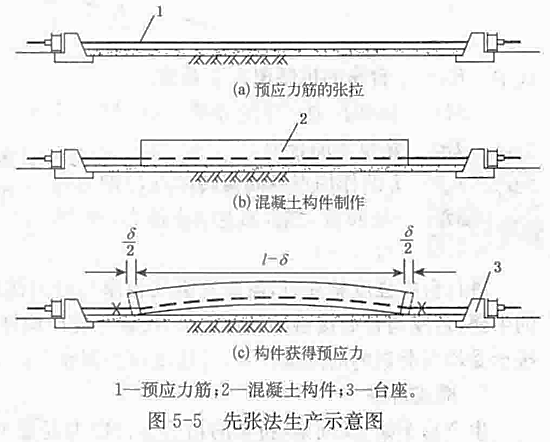 1
(a) 预应力筋的张拉
2
(b) 混凝土构件制作
δ/2 l-δ δ/2
3
(c) 构件获得预应力
1—预应力筋;2—混凝土构件;3—台座。
图 5-5 先张法生产示意图